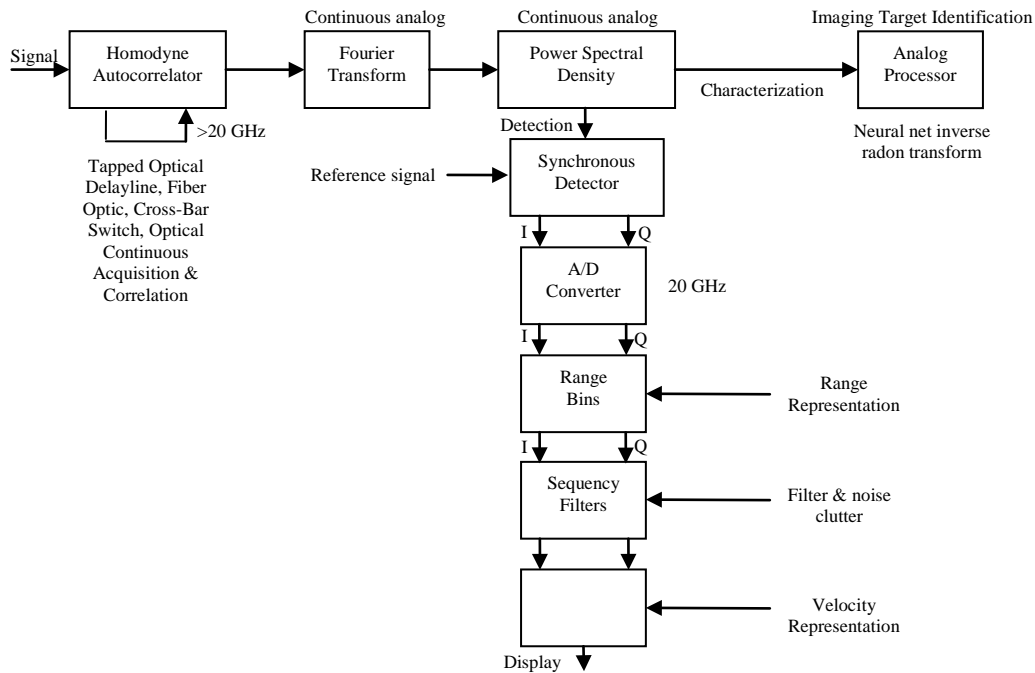 Continuous analog
Continuous analog
Imaging Target Identification
Signal
Homodyne
Autocorrelator
Fourier
Transform
Power Spectral
Density
Analog
Processor
Characterization
>20 GHz
Detection
Neural net inverse
radon transform
Tapped Optical
Delayline, Fiber
Optic, Cross-Bar
Switch, Optical
Continuous
Acquisition &
Correlation
Reference signal
Synchronous
Detector
I
Q
A/D
Converter
20 GHz
I
Q
Range
Bins
Range
Representation
I
Q
Sequency
Filters
Filter & noise
clutter
Velocity
Representation
Display